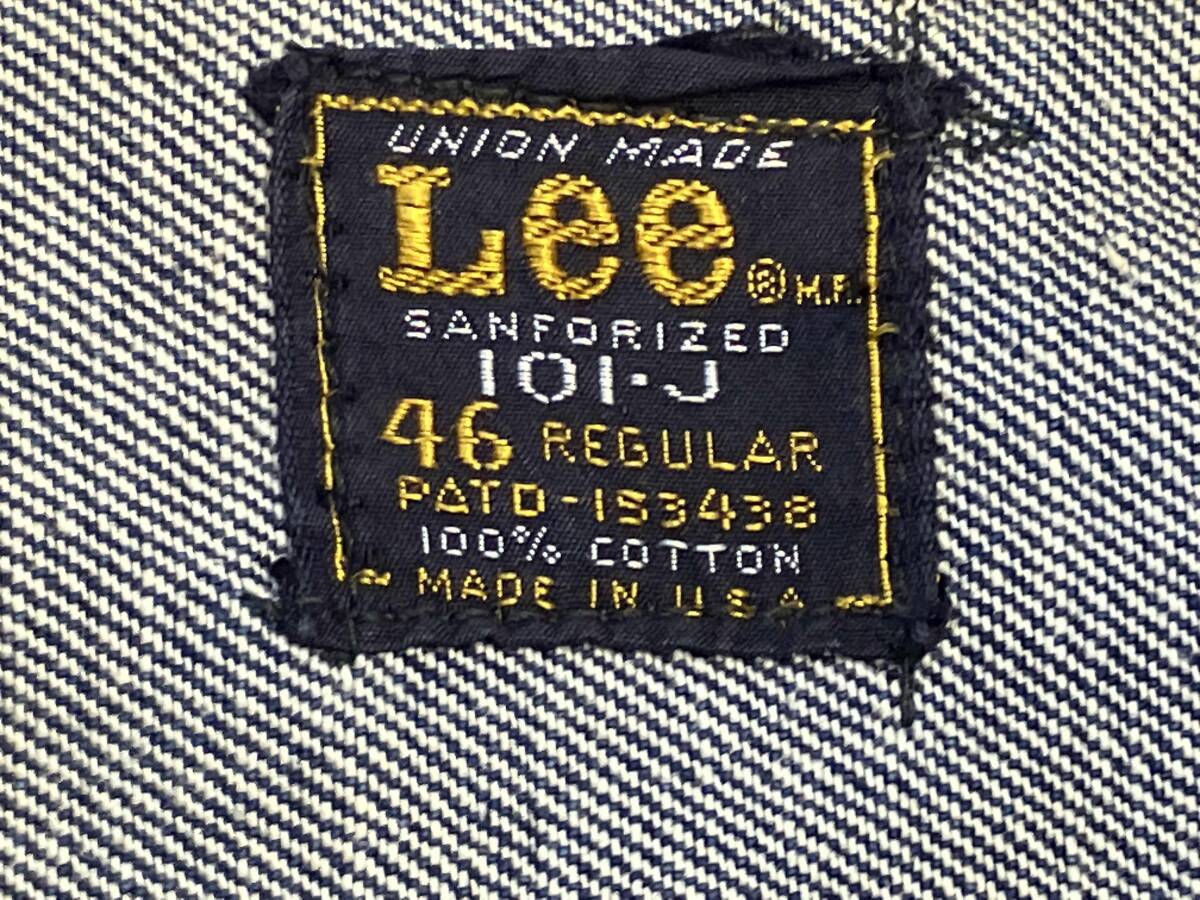 UNION MADE
Lee ® M.R.
SANFORIZED
101-J
46 REGULAR
PATD-153438
100% COTTON
MADE IN U.S.A